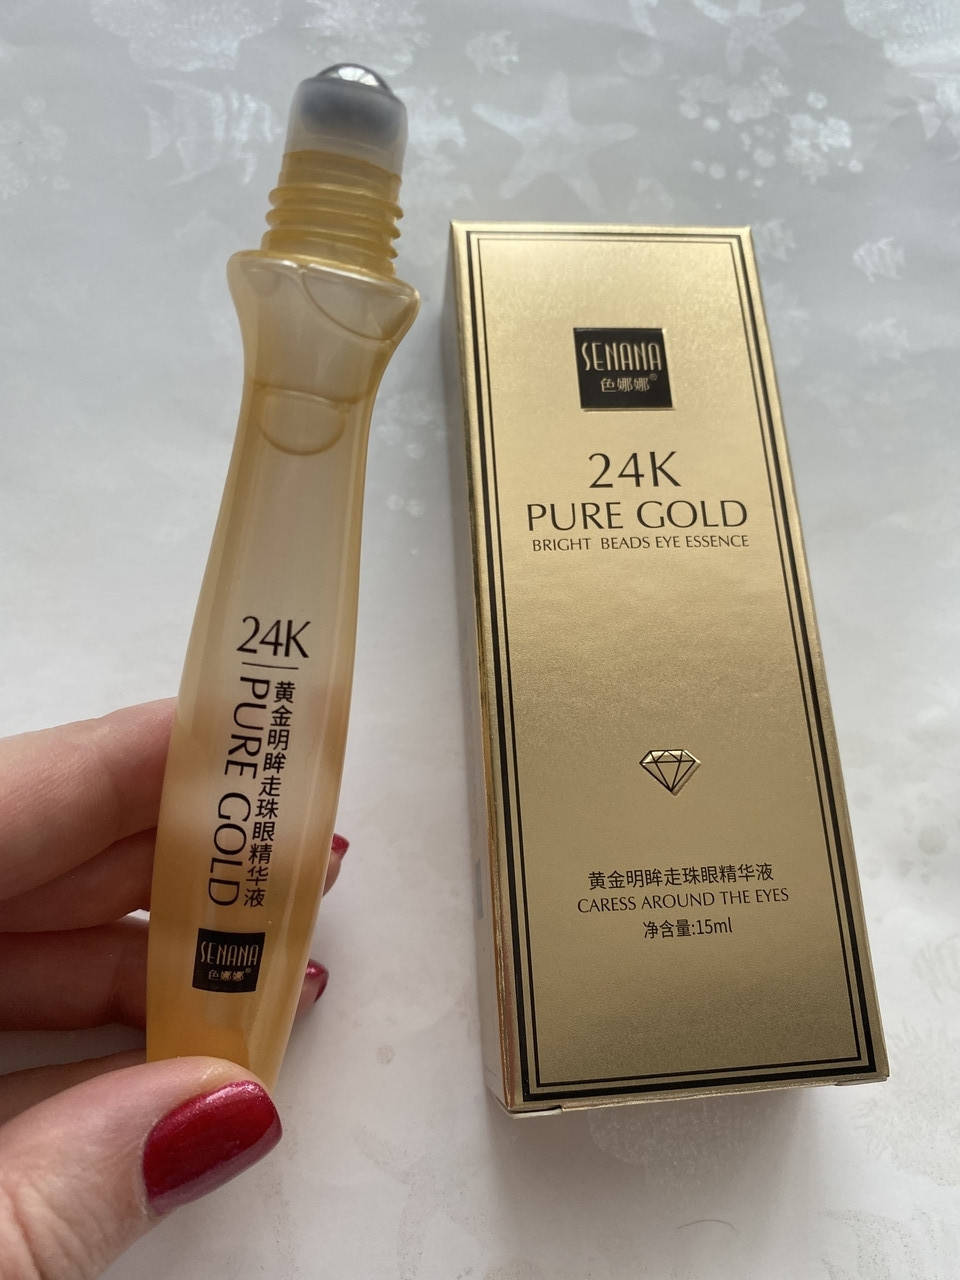 24K
PURE GOLD
黄金明眸走珠眼精华液
SENANA
色娜娜®
SENANA
色娜娜®
24K
PURE GOLD
BRIGHT BEADS EYE ESSENCE
黄金明眸走珠眼精华液
CARESS AROUND THE EYES
净含量:15ml